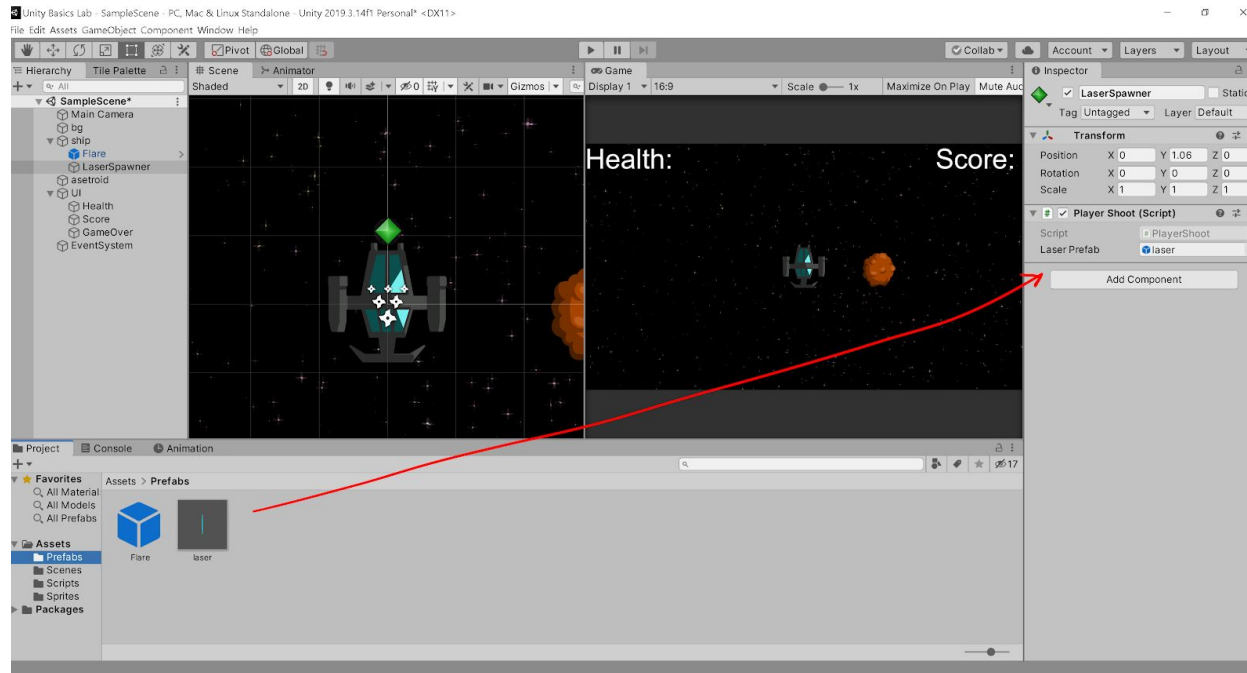 Unity Basics Lab - SampleScene - PC, Mac & Linux Standalone - Unity 2019.3.14f1 Personal* <DX11>
File Edit Assets GameObject Component Window Help
Pivot Global Collab Account Layers Layout
Hierarchy Tile Palette
All
SampleScene*
Main Camera
bg
ship
Flare
LaserSpawner
asetroid
UI
Health
Score
GameOver
EventSystem
Scene Animator
Shaded 2D 0 Gizmos
Game
Display 1 16:9 Scale 1x Maximize On Play Mute Aud
Health: Score:
Inspector
LaserSpawner Static
Tag Untagged Layer Default
Transform
Position X 0 Y 1.06 Z 0
Rotation X 0 Y 0 Z 0
Scale X 1 Y 1 Z 1
# Player Shoot (Script)
Script PlayerShoot
Laser Prefab laser
Add Component
Project Console Animation
17
Favorites
All Material
All Models
All Prefabs
Assets
Prefabs
Scenes
Scripts
Sprites
Packages
Assets > Prefabs
Flare laser